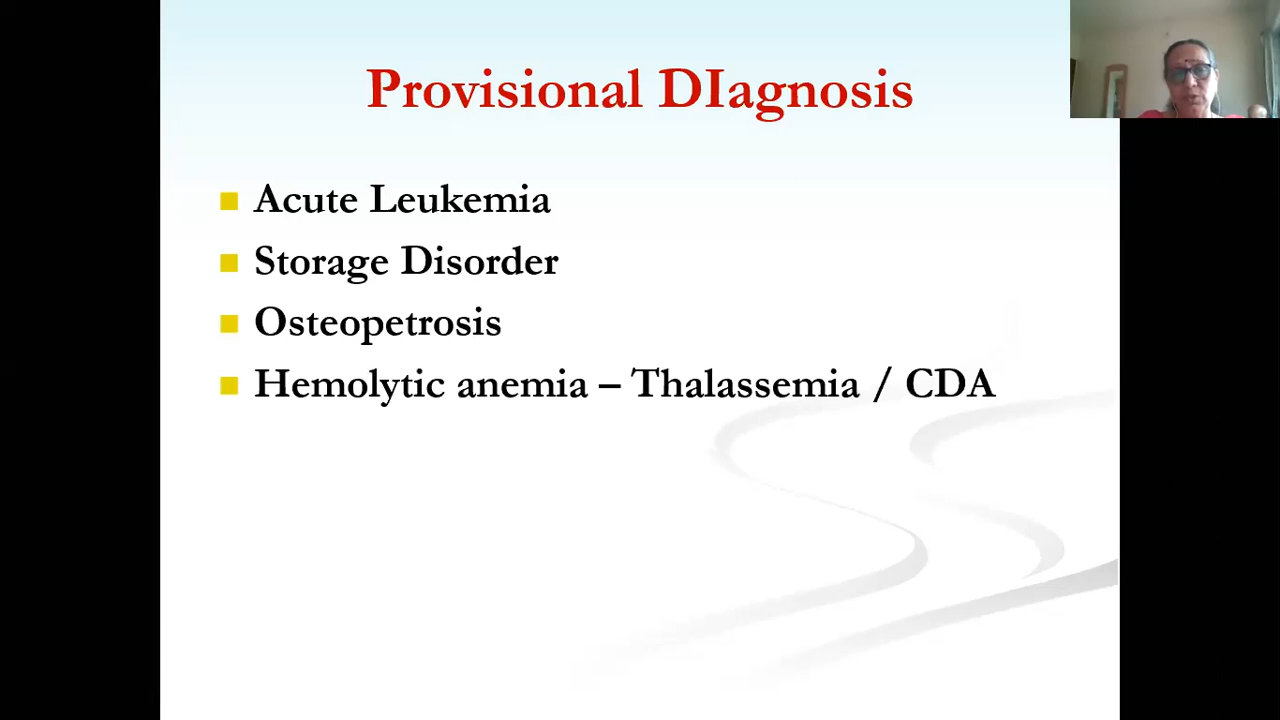 Provisional DIagnosis
Acute Leukemia
Storage Disorder
Osteopetrosis
Hemolytic anemia – Thalassemia / CDA